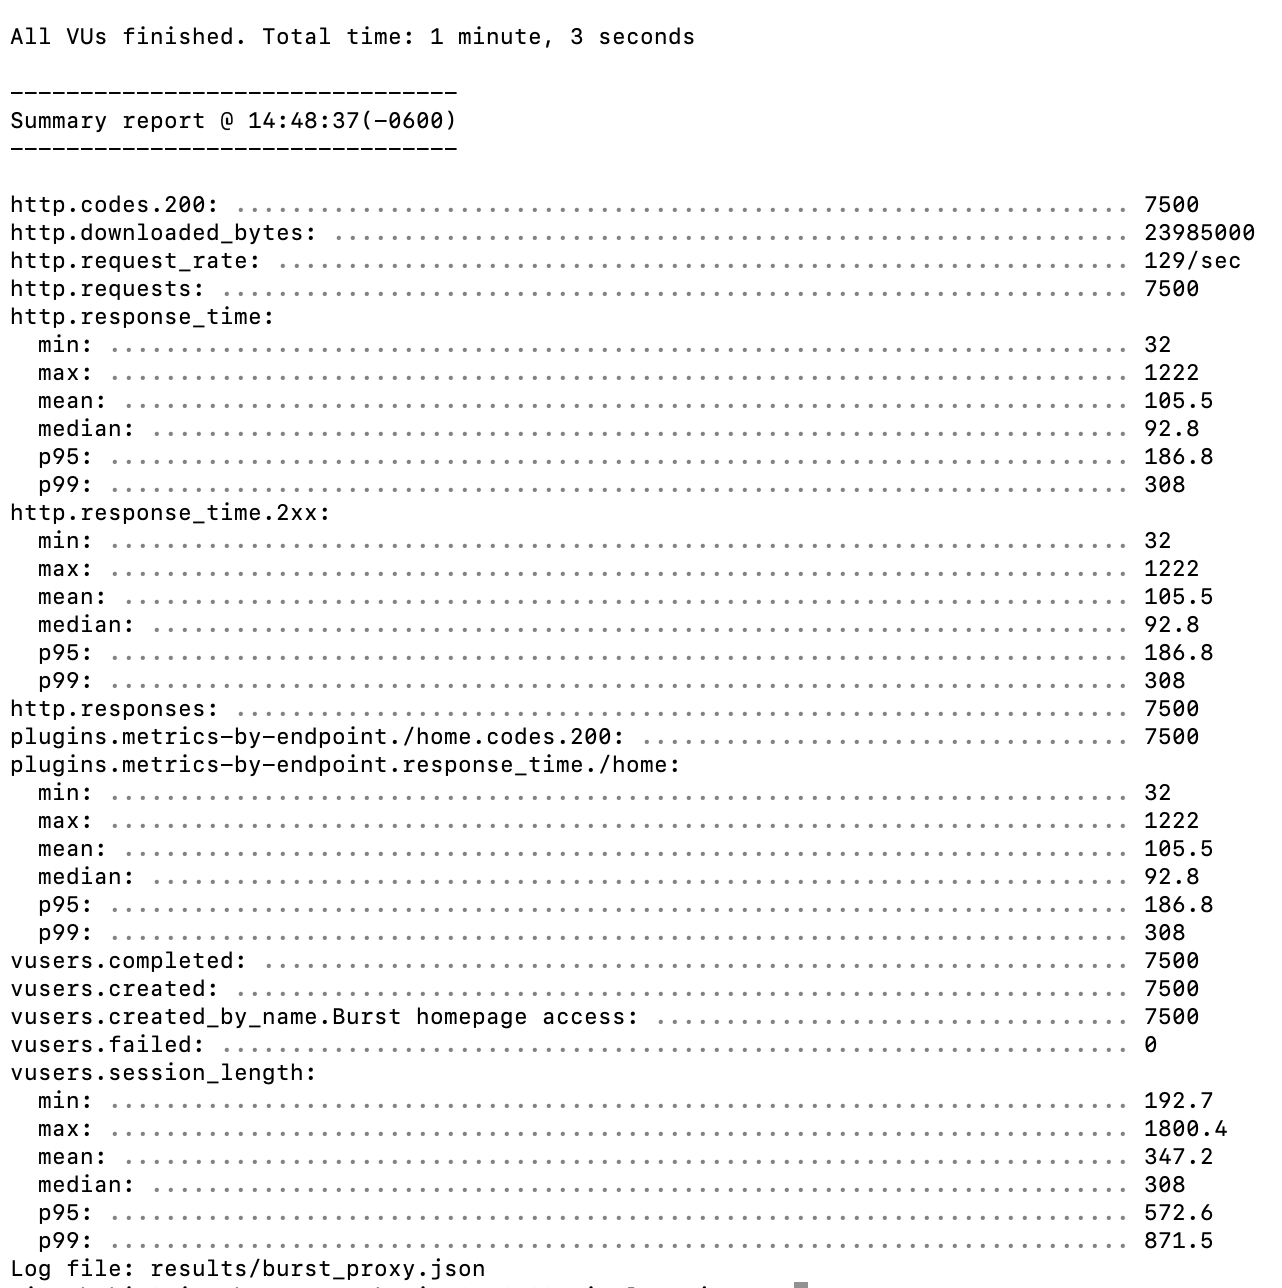 All VUs finished. Total time: 1 minute, 3 seconds
--------------------------------
Summary report @ 14:48:37(-0600)
--------------------------------
http.codes.200: ................................................................ 7500
http.downloaded_bytes: ......................................................... 23985000
http.request_rate: ............................................................. 129/sec
http.requests: ................................................................. 7500
http.response_time:
  min: ......................................................................... 32
  max: ......................................................................... 1222
  mean: ........................................................................ 105.5
  median: ...................................................................... 92.8
  p95: ......................................................................... 186.8
  p99: ......................................................................... 308
http.response_time.2xx:
  min: ......................................................................... 32
  max: ......................................................................... 1222
  mean: ........................................................................ 105.5
  median: ...................................................................... 92.8
  p95: ......................................................................... 186.8
  p99: ......................................................................... 308
http.responses: ................................................................ 7500
plugins.metrics-by-endpoint./home.codes.200: ................................... 7500
plugins.metrics-by-endpoint.response_time./home:
  min: ......................................................................... 32
  max: ......................................................................... 1222
  mean: ........................................................................ 105.5
  median: ...................................................................... 92.8
  p95: ......................................................................... 186.8
  p99: ......................................................................... 308
vusers.completed: .............................................................. 7500
vusers.created: ................................................................ 7500
vusers.created_by_name.Burst homepage access: .................................. 7500
vusers.failed: ................................................................. 0
vusers.session_length:
  min: ......................................................................... 192.7
  max: ......................................................................... 1800.4
  mean: ........................................................................ 347.2
  median: ...................................................................... 308
  p95: ......................................................................... 572.6
  p99: ......................................................................... 871.5
Log file: results/burst_proxy.json